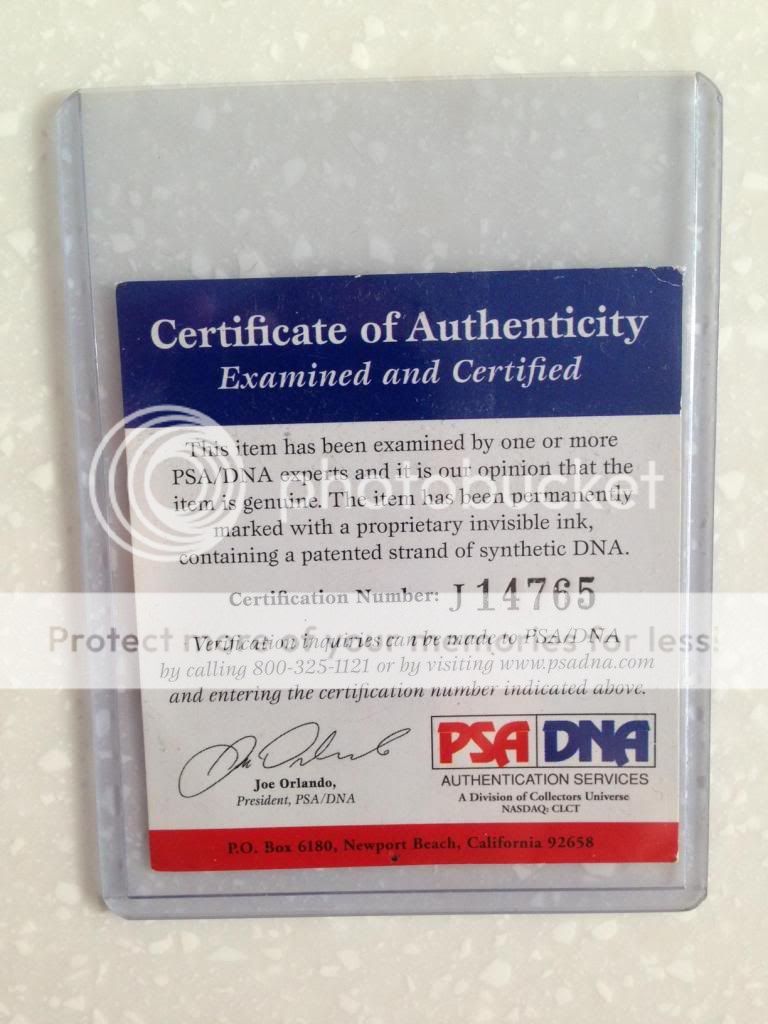 Certificate of Authenticity
Examined and Certified
This item has been examined by one or more
PSA/DNA experts and it is our opinion that the
item is genuine. The item has been permanently
marked with a proprietary invisible ink,
containing a patented strand of synthetic DNA.
photobucket
Certification Number: J14765
Protect more of your memories for less!
Verification inquiries can be made to PSA/DNA
by calling 800-325-1121 or by visiting www.psadna.com
and entering the certification number indicated above.
Joe Orlando,
President, PSA/DNA
PSA DNA
AUTHENTICATION SERVICES
A Division of Collectors Universe
NASDAQ: CLCT
P.O. Box 6180, Newport Beach, California 92658